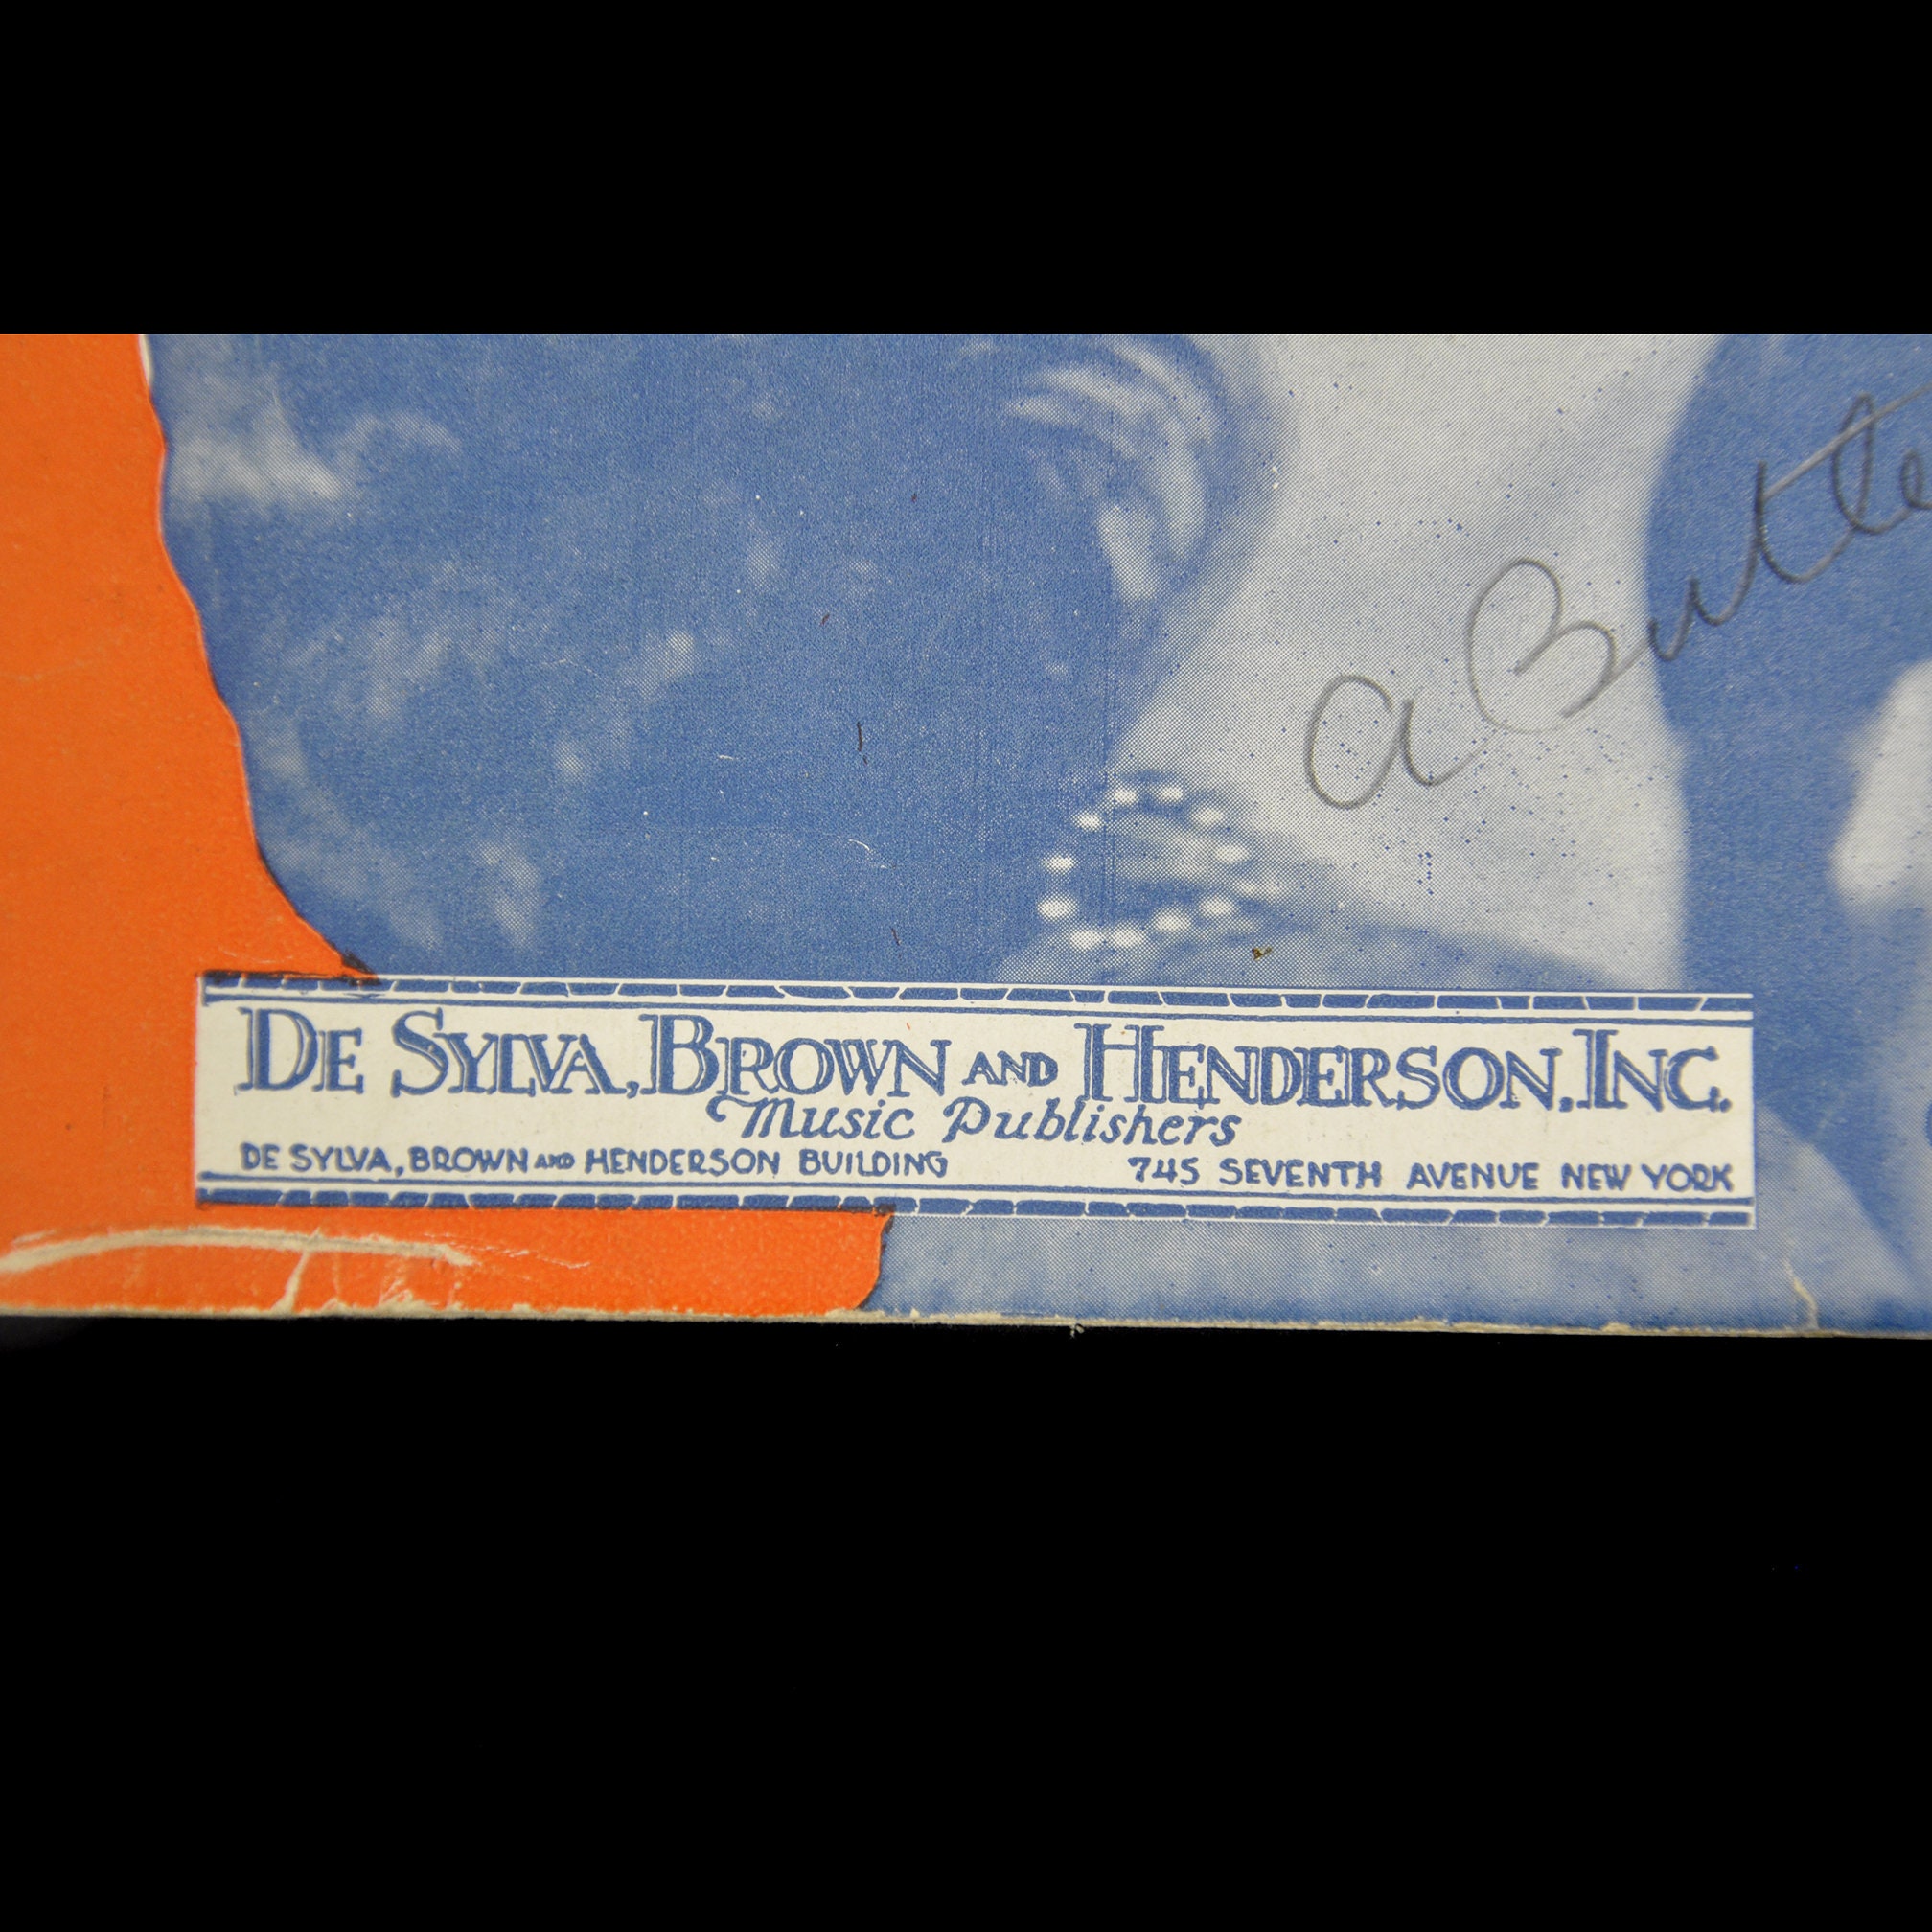 a Butle
DE SYLVA, BROWN AND HENDERSON, INC.
Music Publishers
DE SYLVA, BROWN AND HENDERSON BUILDING 745 SEVENTH AVENUE NEW YORK